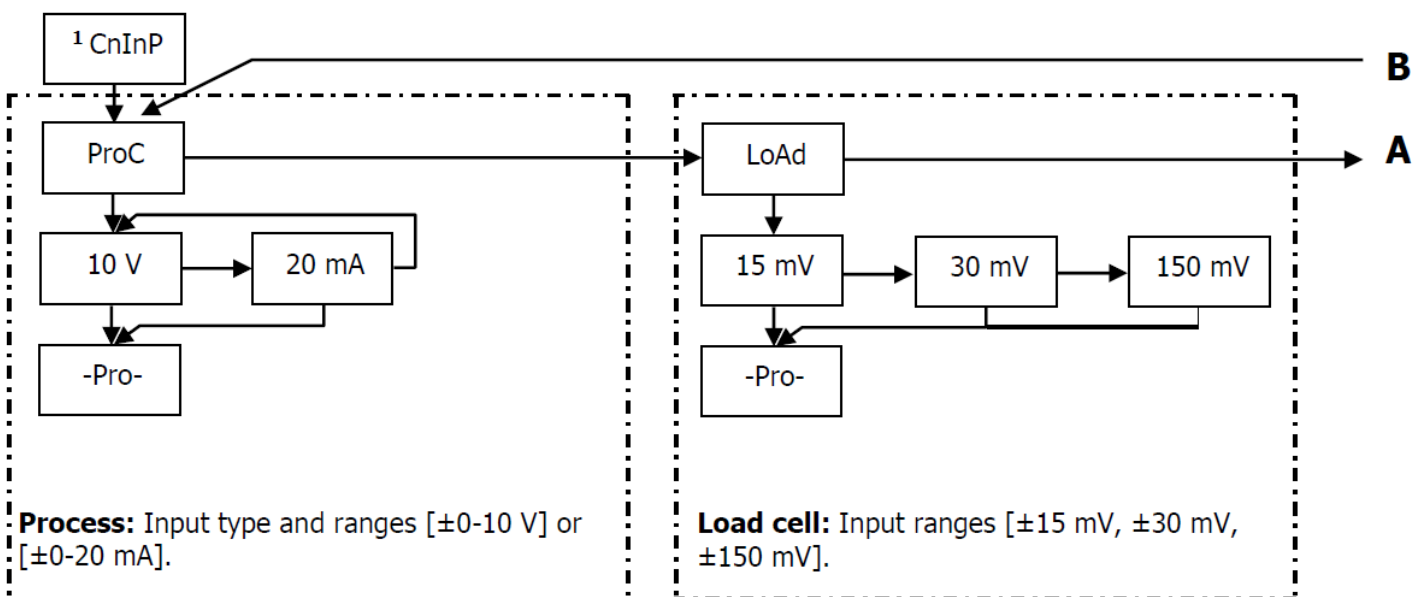 ¹ CnInP
B
ProC
LoAd
A
10 V
20 mA
15 mV
30 mV
150 mV
-Pro-
-Pro-
Process: Input type and ranges [±0-10 V] or
[±0-20 mA].
Load cell: Input ranges [±15 mV, ±30 mV,
±150 mV].